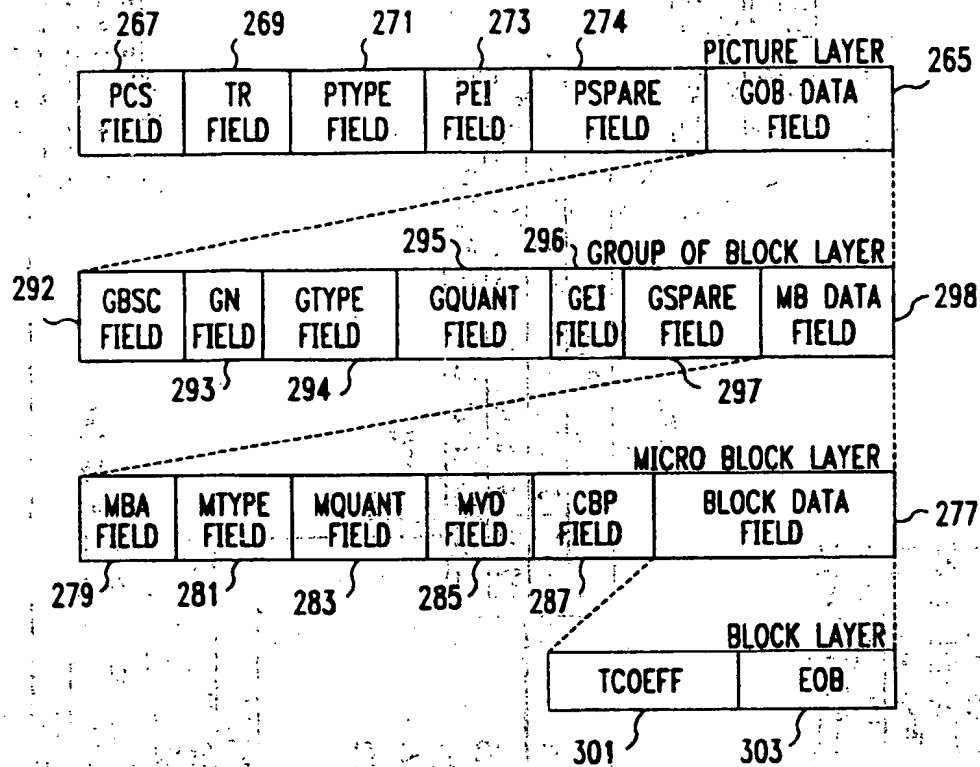 267 269 271 273 274
PICTURE LAYER
265
PCS FIELD TR FIELD PTYPE FIELD PEI FIELD PSPARE FIELD GOB DATA FIELD
295 296
GROUP OF BLOCK LAYER
292
298
GBSC FIELD GN FIELD GTYPE FIELD GQUANT FIELD GEI FIELD GSPARE FIELD MB DATA FIELD
293 294 297
MICRO BLOCK LAYER
MBA FIELD MTYPE FIELD MQUANT FIELD MVD FIELD CBP FIELD BLOCK DATA FIELD
277
279 281 283 285 287
BLOCK LAYER
TCOEFF EOB
301 303